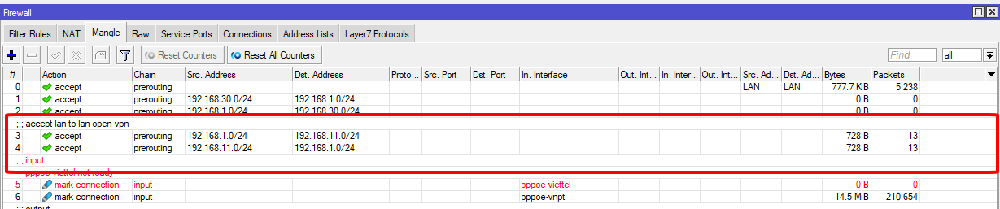 Firewall
Filter Rules NAT Mangle Raw Service Ports Connections Address Lists Layer7 Protocols
Reset Counters Reset All Counters Find all
# Action Chain Src. Address Dst. Address Proto... Src. Port Dst. Port In. Interface Out. Int... In. Inter... Out. Int... Src. Ad... Dst. Ad... Bytes Packets
0 accept prerouting LAN LAN 777.7 KiB 5 238
1 accept prerouting 192.168.30.0/24 192.168.1.0/24 0 B 0
2 accept prerouting 192.168.1.0/24 192.168.30.0/24 0 B 0
;;; accept lan to lan open vpn
3 accept prerouting 192.168.1.0/24 192.168.11.0/24 728 B 13
4 accept prerouting 192.168.11.0/24 192.168.1.0/24 728 B 13
;;; input
pppoe-viettel not ready
5 mark connection input pppoe-viettel 0 B 0
6 mark connection input pppoe-vnpt 14.5 MiB 210 654
;;; output